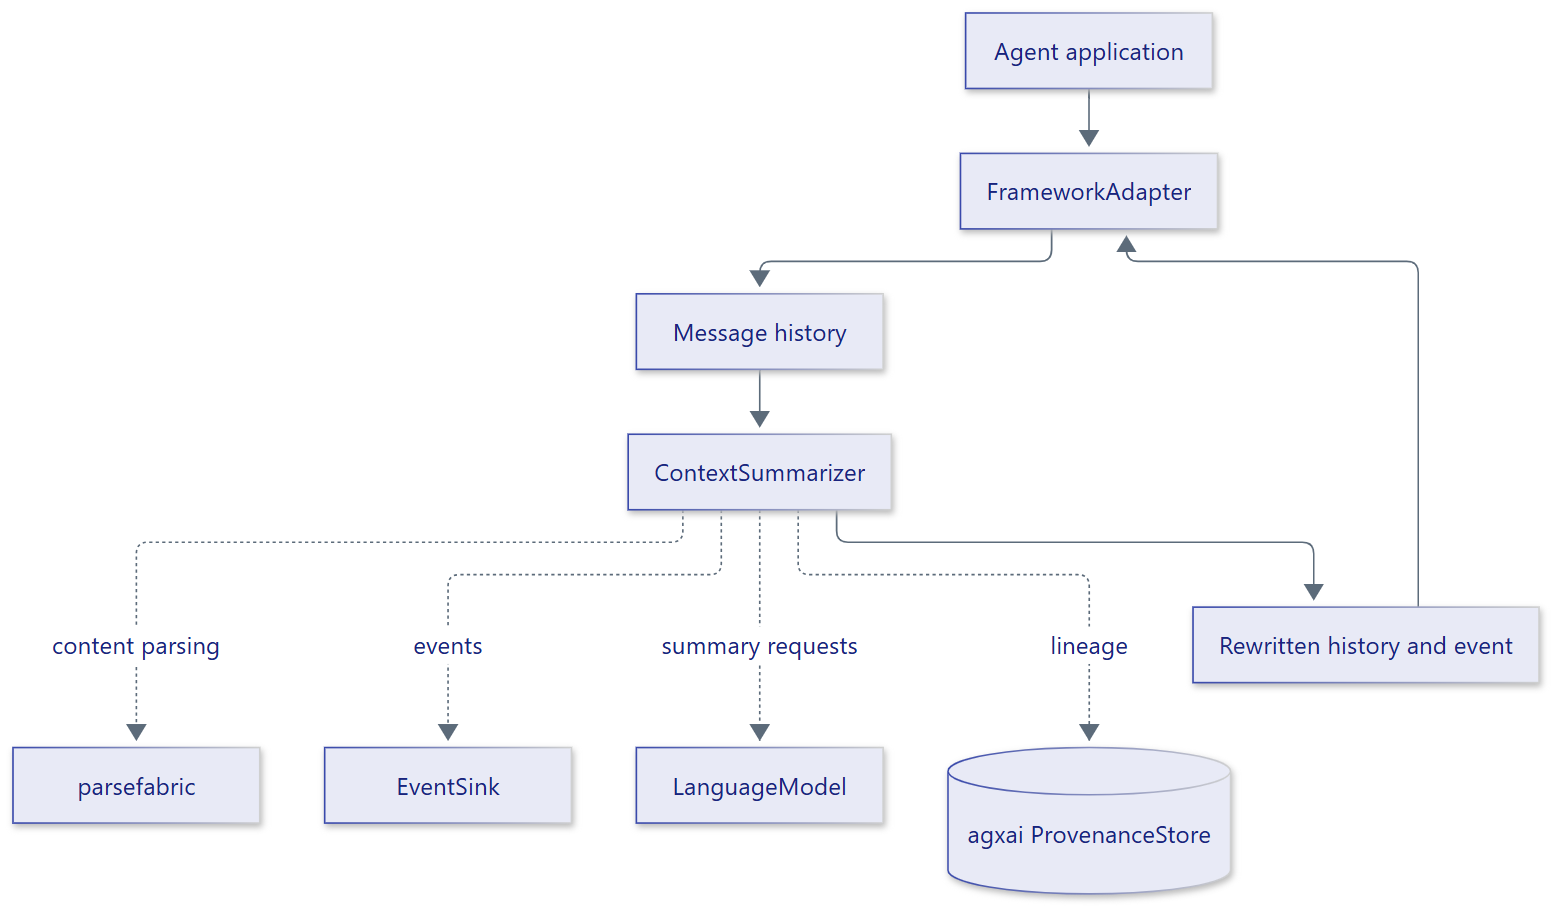 Agent application
FrameworkAdapter
Message history
ContextSummarizer
content parsing
events
summary requests
lineage
Rewritten history and event
parsefabric
EventSink
LanguageModel
agxai ProvenanceStore